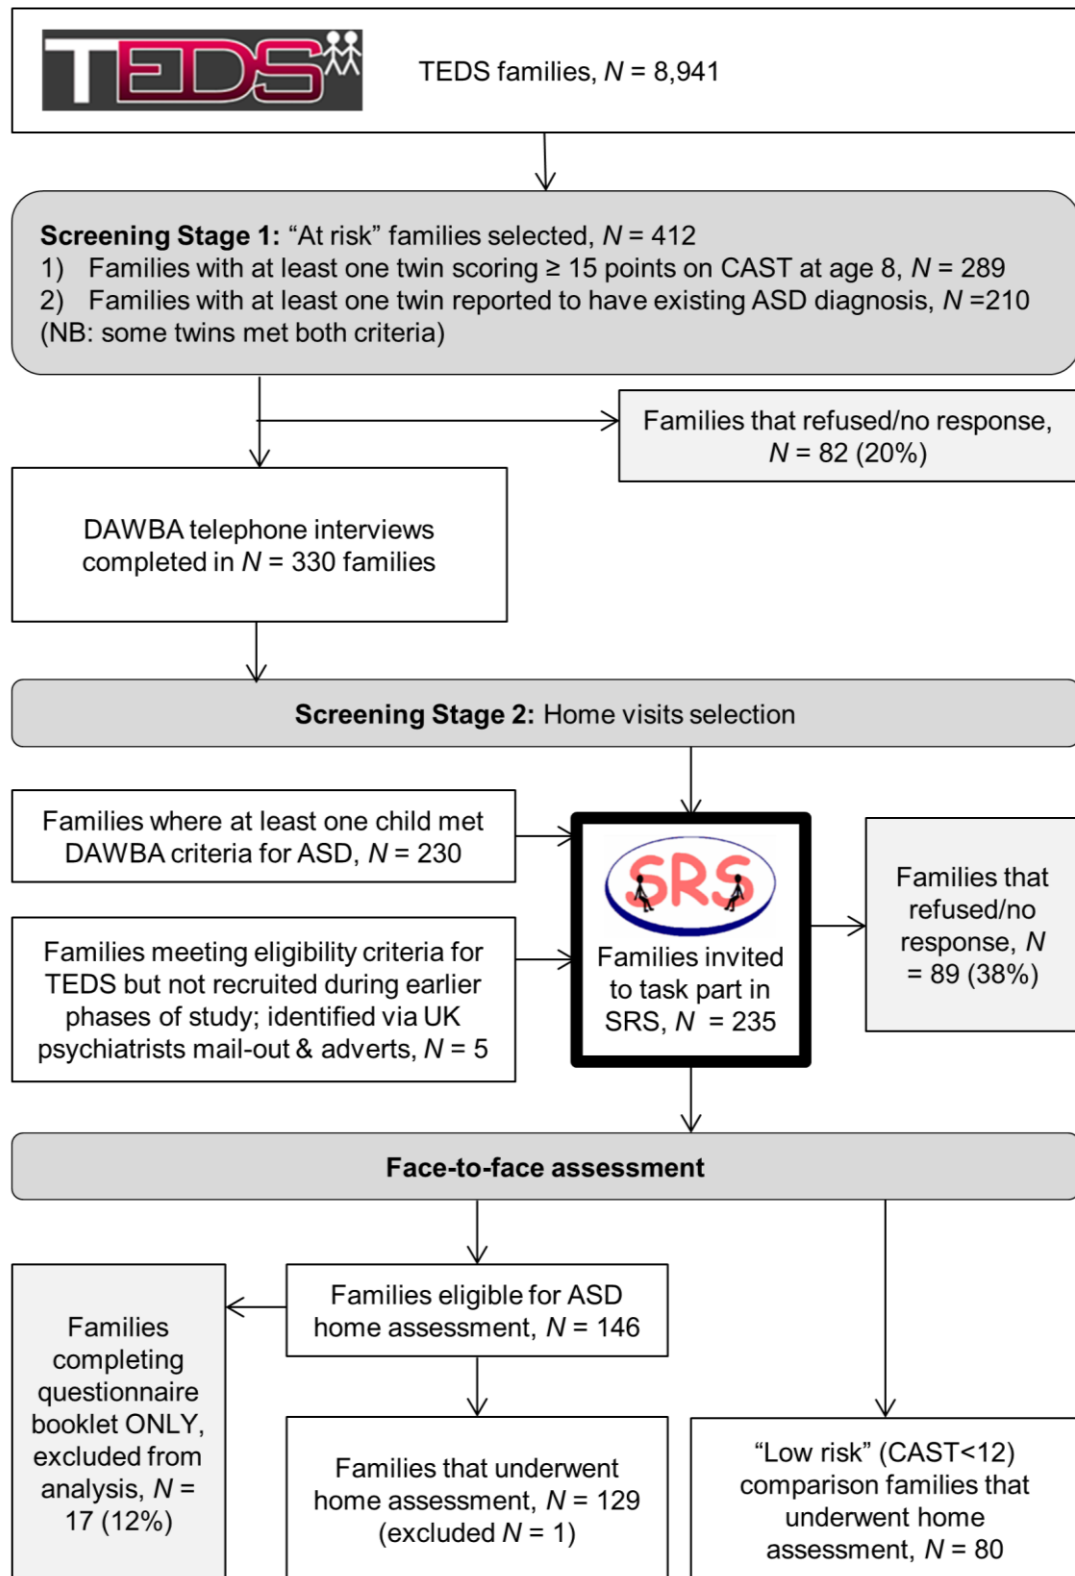 TEDS
TEDS families, N = 8,941
Screening Stage 1: “At risk” families selected, N = 412
1) Families with at least one twin scoring ≥ 15 points on CAST at age 8, N = 289
2) Families with at least one twin reported to have existing ASD diagnosis, N =210
(NB: some twins met both criteria)
Families that refused/no response,
N = 82 (20%)
DAWBA telephone interviews
completed in N = 330 families
Screening Stage 2: Home visits selection
Families where at least one child met
DAWBA criteria for ASD, N = 230
Families meeting eligibility criteria for
TEDS but not recruited during earlier
phases of study; identified via UK
psychiatrists mail-out & adverts, N = 5
SRS
Families invited
to task part in
SRS, N = 235
Families that
refused/no
response, N
= 89 (38%)
Face-to-face assessment
Families
completing
questionnaire
booklet ONLY,
excluded from
analysis, N =
17 (12%)
Families eligible for ASD
home assessment, N = 146
Families that underwent
home assessment, N = 129
(excluded N = 1)
“Low risk” (CAST<12)
comparison families that
underwent home
assessment, N = 80